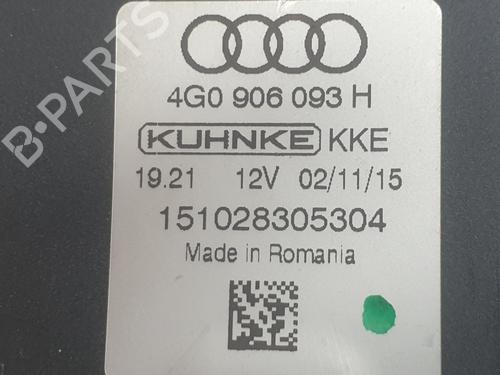 4G0 906 093 H
KUHNKE KKE
19.21 12V 02/11/15
151028305304
Made in Romania
B-PARTS